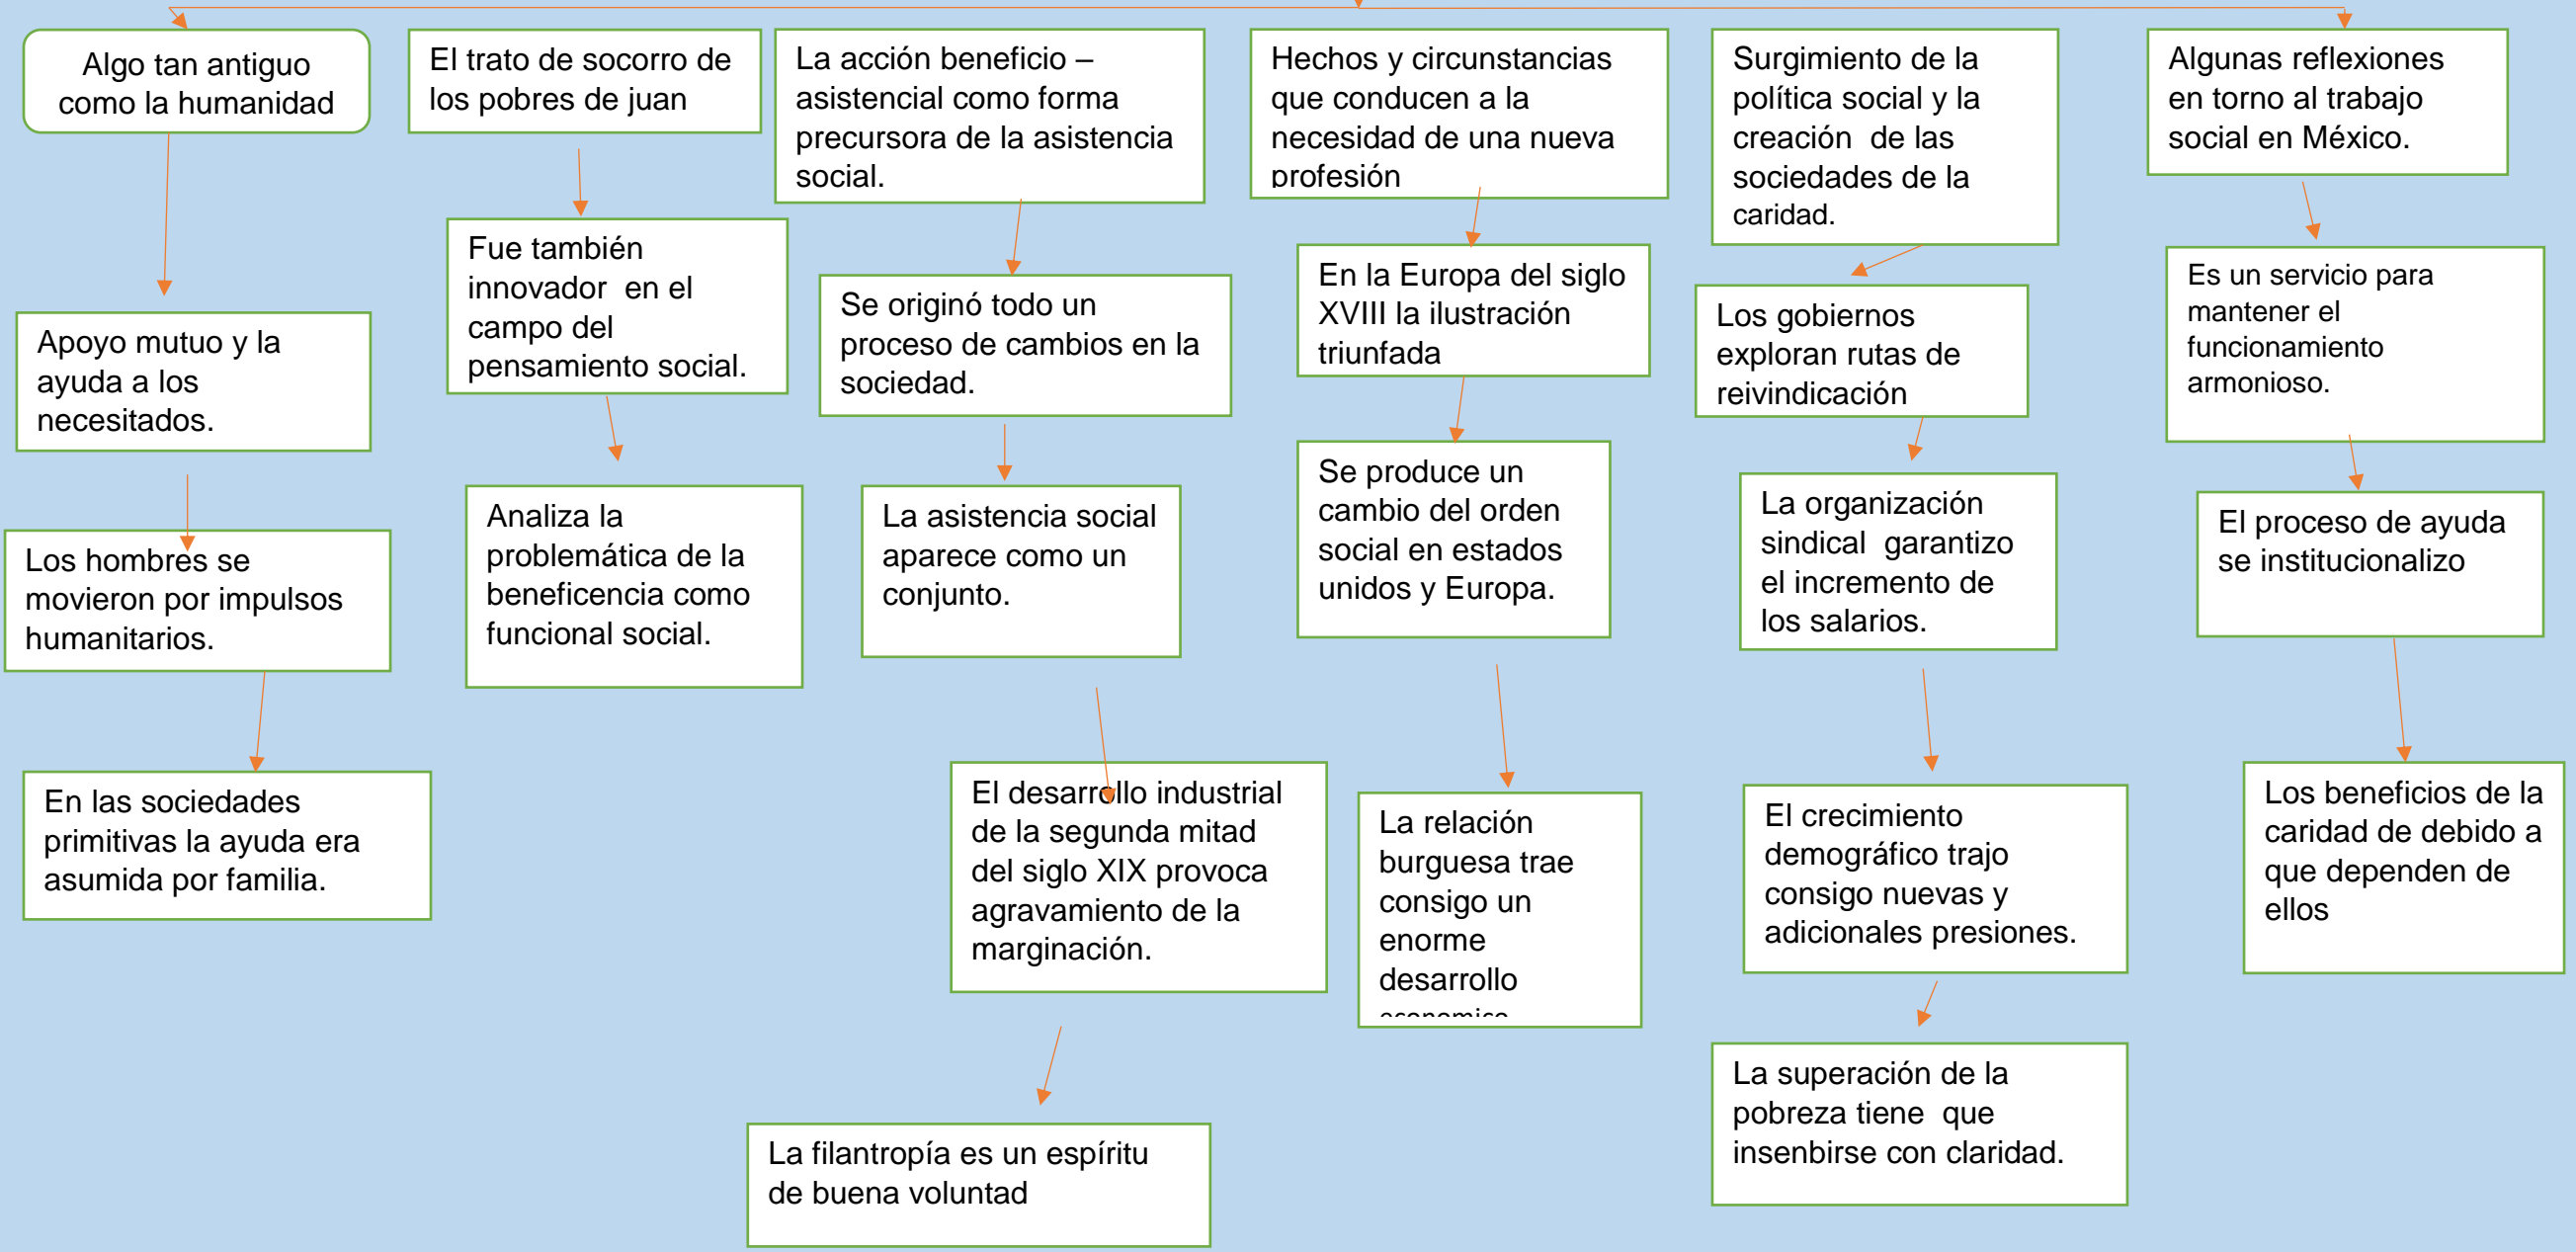 Algo tan antiguo
como la humanidad
El trato de socorro de
los pobres de juan
La acción beneficio –
asistencial como forma
precursora de la asistencia
social.
Hechos y circunstancias
que conducen a la
necesidad de una nueva
profesión
Surgimiento de la
política social y la
creación  de las
sociedades de la
caridad.
Algunas reflexiones
en torno al trabajo
social en México.
Apoyo mutuo y la
ayuda a los
necesitados.
Fue también
innovador  en el
campo del
pensamiento social.
Se originó todo un
proceso de cambios en la
sociedad.
En la Europa del siglo
XVIII la ilustración
triunfada
Los gobiernos
exploran rutas de
reivindicación
Es un servicio para
mantener el
funcionamiento
armonioso.
Los hombres se
movieron por impulsos
humanitarios.
Analiza la
problemática de la
beneficencia como
funcional social.
La asistencia social
aparece como un
conjunto.
Se produce un
cambio del orden
social en estados
unidos y Europa.
La organización
sindical  garantizo
el incremento de
los salarios.
El proceso de ayuda
se institucionalizo
En las sociedades
primitivas la ayuda era
asumida por familia.
El desarrollo industrial
de la segunda mitad
del siglo XIX provoca
agravamiento de la
marginación.
La relación
burguesa trae
consigo un
enorme
desarrollo
El crecimiento
demográfico trajo
consigo nuevas y
adicionales presiones.
Los beneficios de la
caridad de debido a
que dependen de
ellos
La filantropía es un espíritu
de buena voluntad
La superación de la
pobreza tiene  que
insenbirse con claridad.